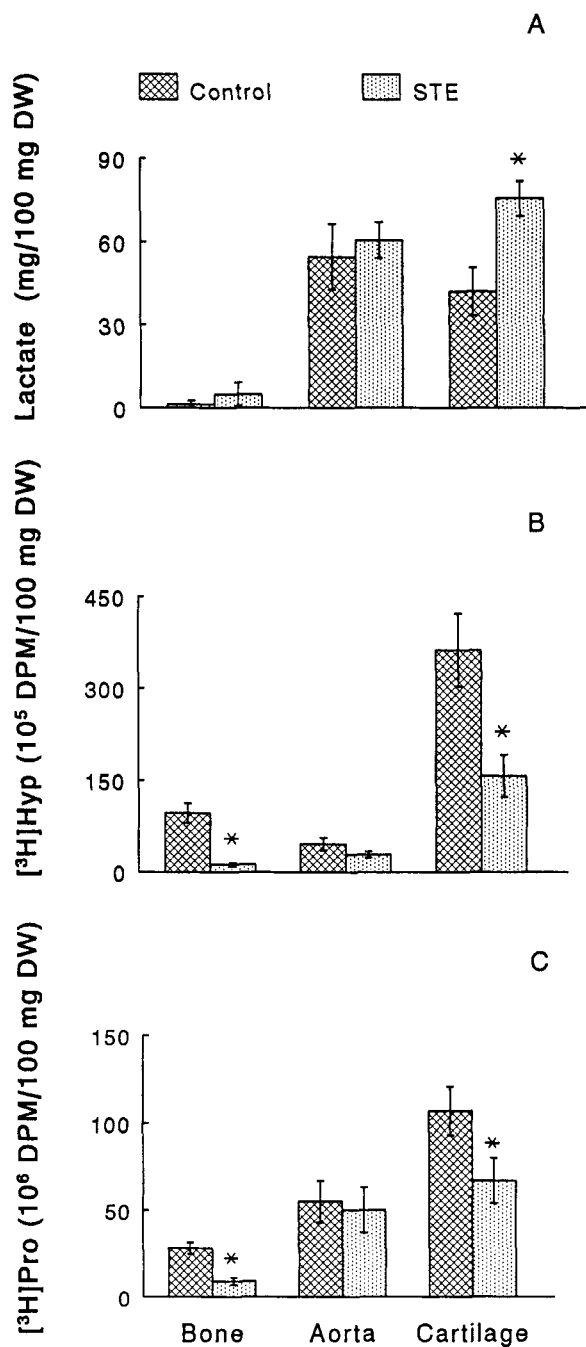 A
Control STE
Lactate (mg/100 mg DW)
90
*
60
30
0
B
[³H]Hyp (10⁵ DPM/100 mg DW)
450
300
*
150
*
0
C
[³H]Pro (10⁶ DPM/100 mg DW)
150
100
*
50
*
0
Bone Aorta Cartilage